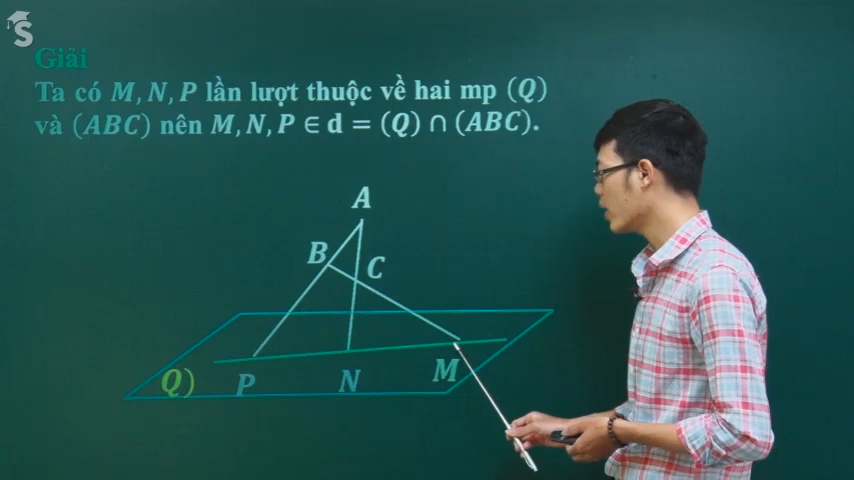 S
Giải
Ta có M, N, P lần lượt thuộc về hai mp (Q)
và (ABC) nên M, N, P ∈ d = (Q) ∩ (ABC).
A
B
C
Q)
P
N
M